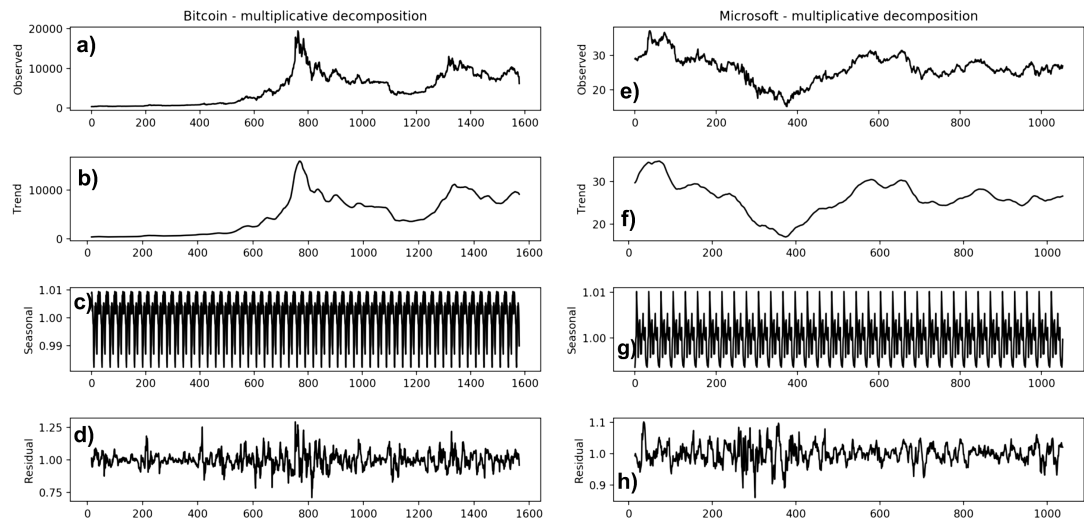 Bitcoin - multiplicative decomposition
a)
Observed
20000
10000
0
0 200 400 600 800 1000 1200 1400 1600
b)
Trend
10000
0
0 200 400 600 800 1000 1200 1400 1600
c)
Seasonal
1.01
1.00
0.99
0 200 400 600 800 1000 1200 1400 1600
d)
Residual
1.25
1.00
0.75
0 200 400 600 800 1000 1200 1400 1600
Microsoft - multiplicative decomposition
e)
Observed
30
20
0 200 400 600 800 1000
f)
Trend
30
20
0 200 400 600 800 1000
g)
Seasonal
1.01
1.00
0 200 400 600 800 1000
h)
Residual
1.1
1.0
0.9
0 200 400 600 800 1000